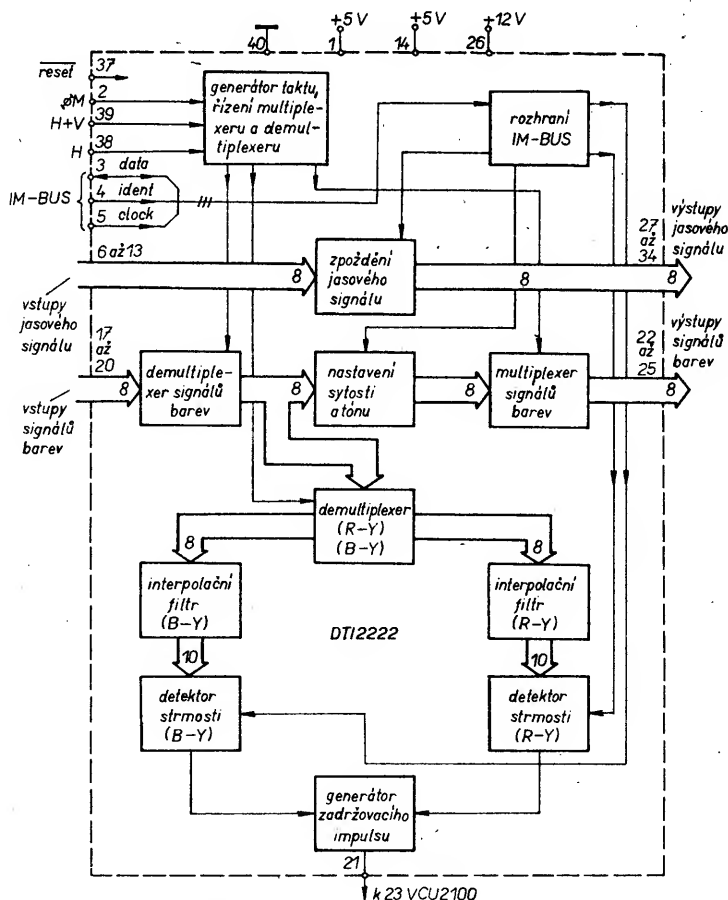 +5V
+5V
+12V
40
1
14
26
reset
37
2
øM
39
H+V
38
H
3 data
IM-BUS
4 ident
5 clock
generátor taktu,
řízení multiple-
xeru a demul-
tiplexeru
rozhraní
IM-BUS
6 až 13
8
vstupy
jasového
signálu
zpoždění
jasového
signálu
8
27
až
34
výstupy
jasového
signálu
8
17
až
20
8
vstupy
signálů
barev
demultiple-
xer signálů
barev
8
nastavení
sytosti
a tónu
8
multiplexer
signálů
barev
22
až
25
výstupy
signálů
barev
8
demultiplexer
(R-Y)
(B-Y)
8
8
interpolační
filtr
(B-Y)
interpolační
filtr
(R-Y)
DTI2222
10
10
detektor
strmosti
(B-Y)
detektor
strmosti
(R-Y)
generátor
zadržovacího
impulsu
21
k 23 VCU2100